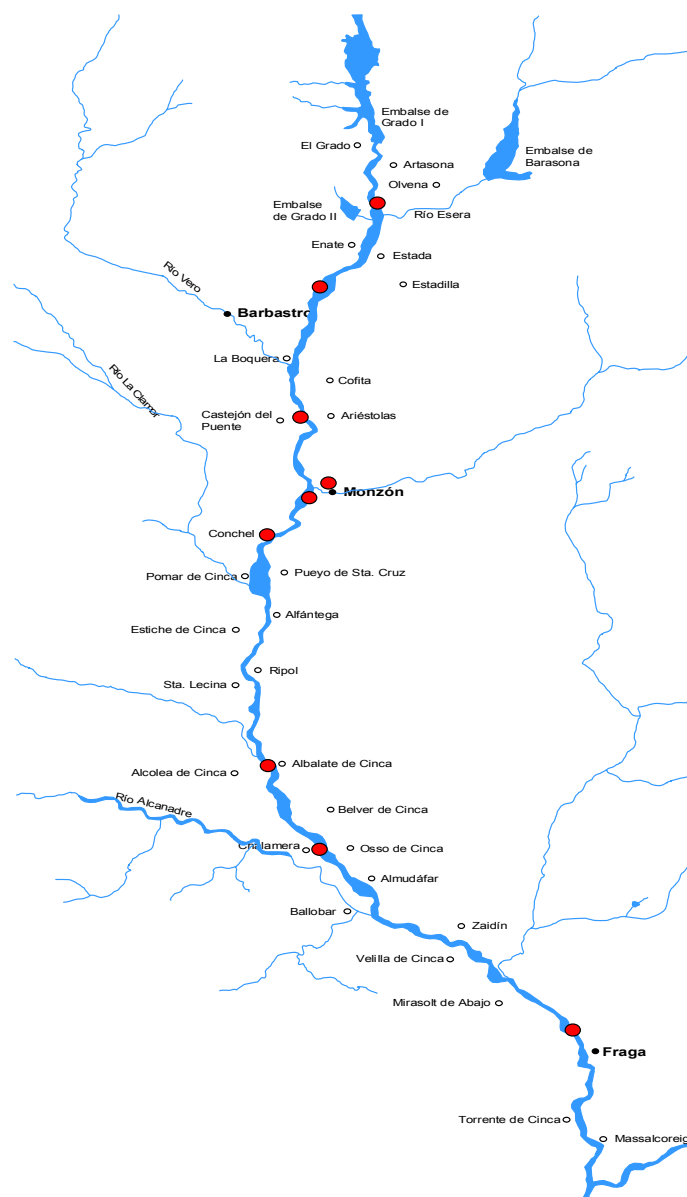 Embalse de
Grado I
El Grado
Embalse de
Barasona
Artasona
Olvena
Embalse
de Grado II
Río Esera
Enate
Estada
Río Vero
Estadilla
Barbastro
La Boquera
Río La Clamor
Cofita
Castejón del
Puente
Ariéstolas
Monzón
Conchel
Pomar de Cinca
Pueyo de Sta. Cruz
Alfántega
Estiche de Cinca
Ripol
Sta. Lecina
Albalate de Cinca
Alcolea de Cinca
Río Alcanadre
Belver de Cinca
Chalamera
Osso de Cinca
Almudáfar
Ballobar
Zaidín
Velilla de Cinca
Mirasolt de Abajo
Fraga
Torrente de Cinca
Massalcoreig